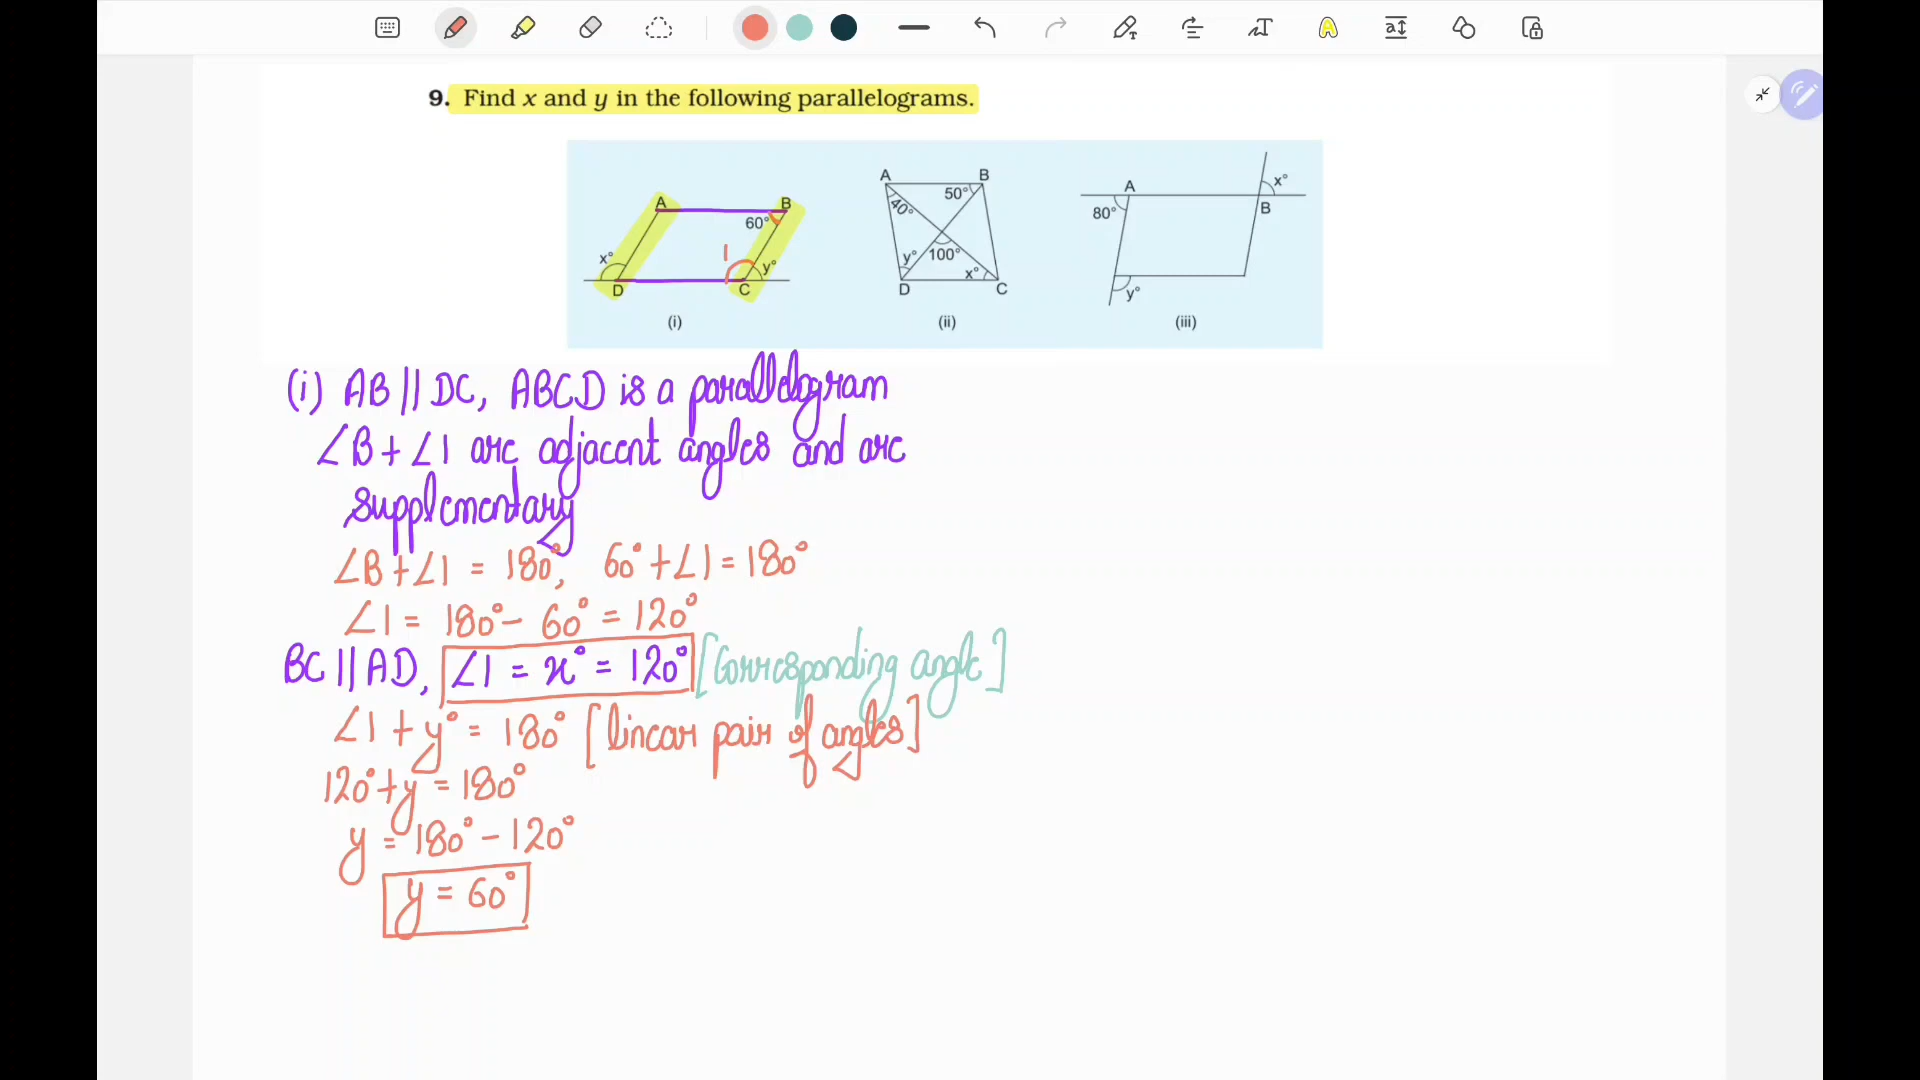 9. Find x and y in the following parallelograms.
A B 60° 1 x° y° D C (i)
A B 50° 40° y° 100° x° D C (ii)
A x° 80° B y° (iii)
(i) AB || DC, ABCD is a parallelogram
∠B + ∠1 are adjacent angles and are
supplementary
∠B + ∠1 = 180°, 60° + ∠1 = 180°
∠1 = 180° - 60° = 120°
BC || AD, ∠1 = x° = 120° [Corresponding angle]
∠1 + y° = 180° [linear pair of angles]
120° + y = 180°
y = 180° - 120°
y = 60°